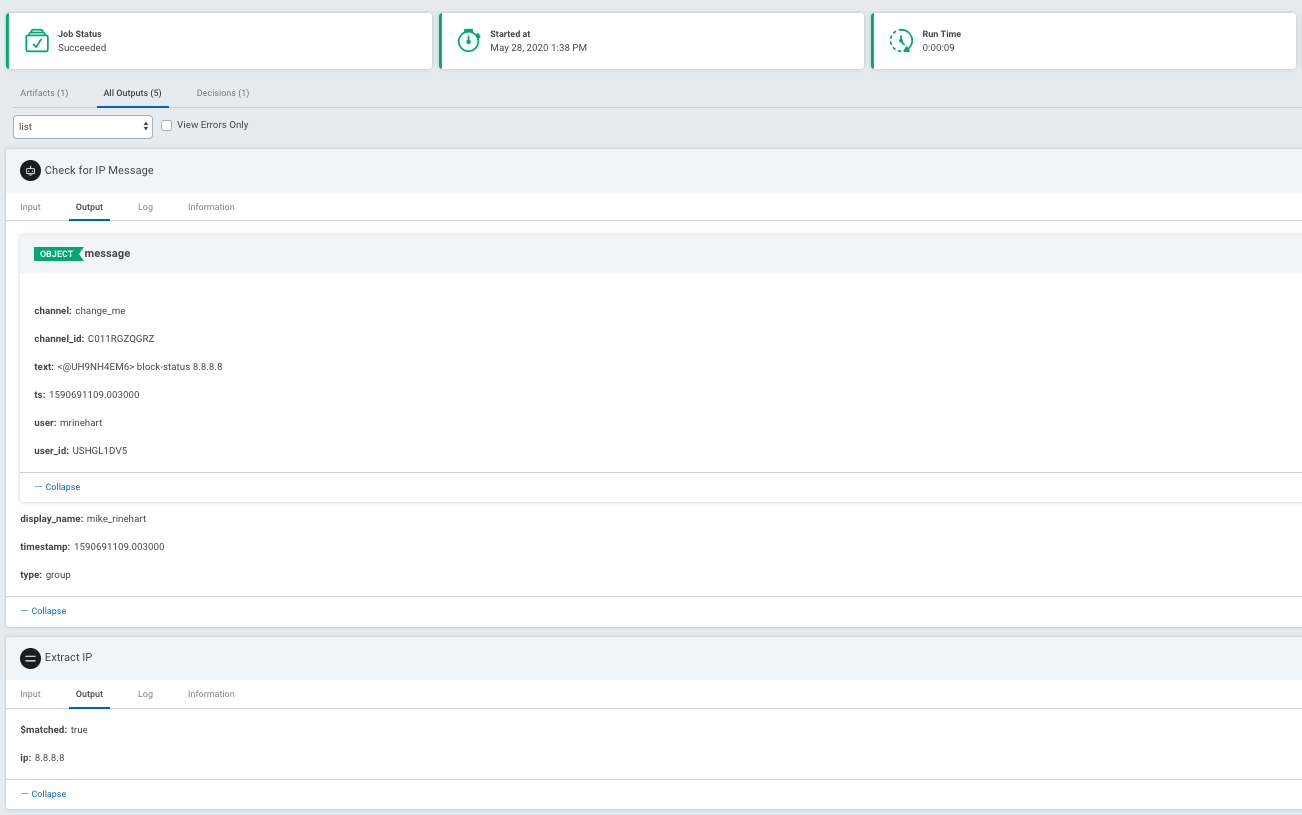 Job Status
Succeeded
Started at
May 28, 2020 1:38 PM
Run Time
0:00:09
Artifacts (1) All Outputs (5) Decisions (1)
list View Errors Only
Check for IP Message
Input Output Log Information
OBJECT message
channel: change_me
channel_id: C011RGZQGRZ
text: <@UH9NH4EM6> block-status 8.8.8.8
ts: 1590691109.003000
user: mrinehart
user_id: USHGL1DV5
— Collapse
display_name: mike_rinehart
timestamp: 1590691109.003000
type: group
— Collapse
Extract IP
Input Output Log Information
$matched: true
ip: 8.8.8.8
— Collapse